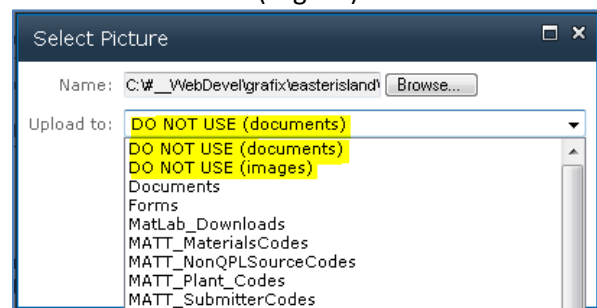 Select Picture
Name: C:\#__WebDevel\grafix\easterisland\ Browse...
Upload to: DO NOT USE (documents)
DO NOT USE (documents)
DO NOT USE (images)
Documents
Forms
MatLab_Downloads
MATT_MaterialsCodes
MATT_NonQPLSourceCodes
MATT_Plant_Codes
MATT_SubmitterCodes